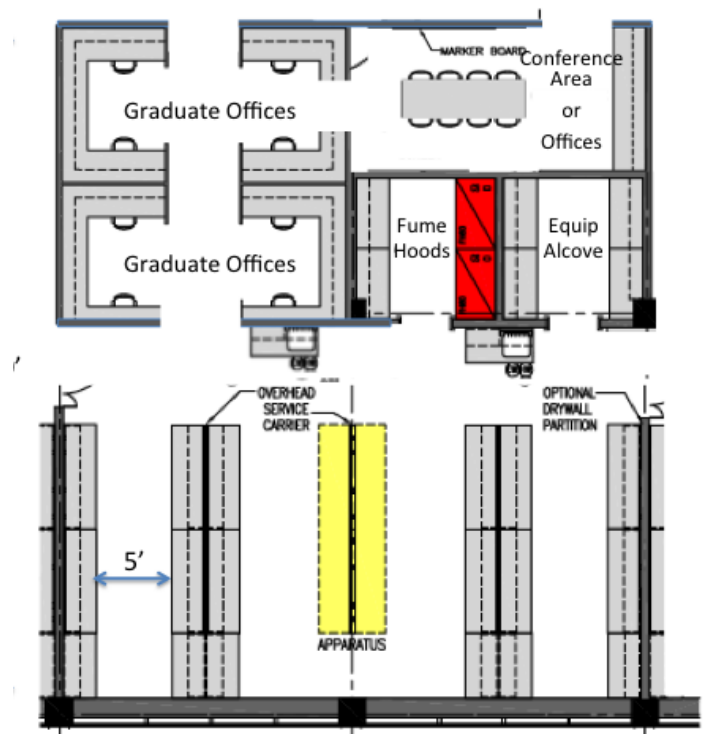 MARKER BOARD
Conference
Area
or
Offices
Graduate Offices
Fume
Hoods
Equip
Alcove
Graduate Offices
OVERHEAD
SERVICE
CARRIER
OPTIONAL
DRYWALL
PARTITION
5’
APPARATUS